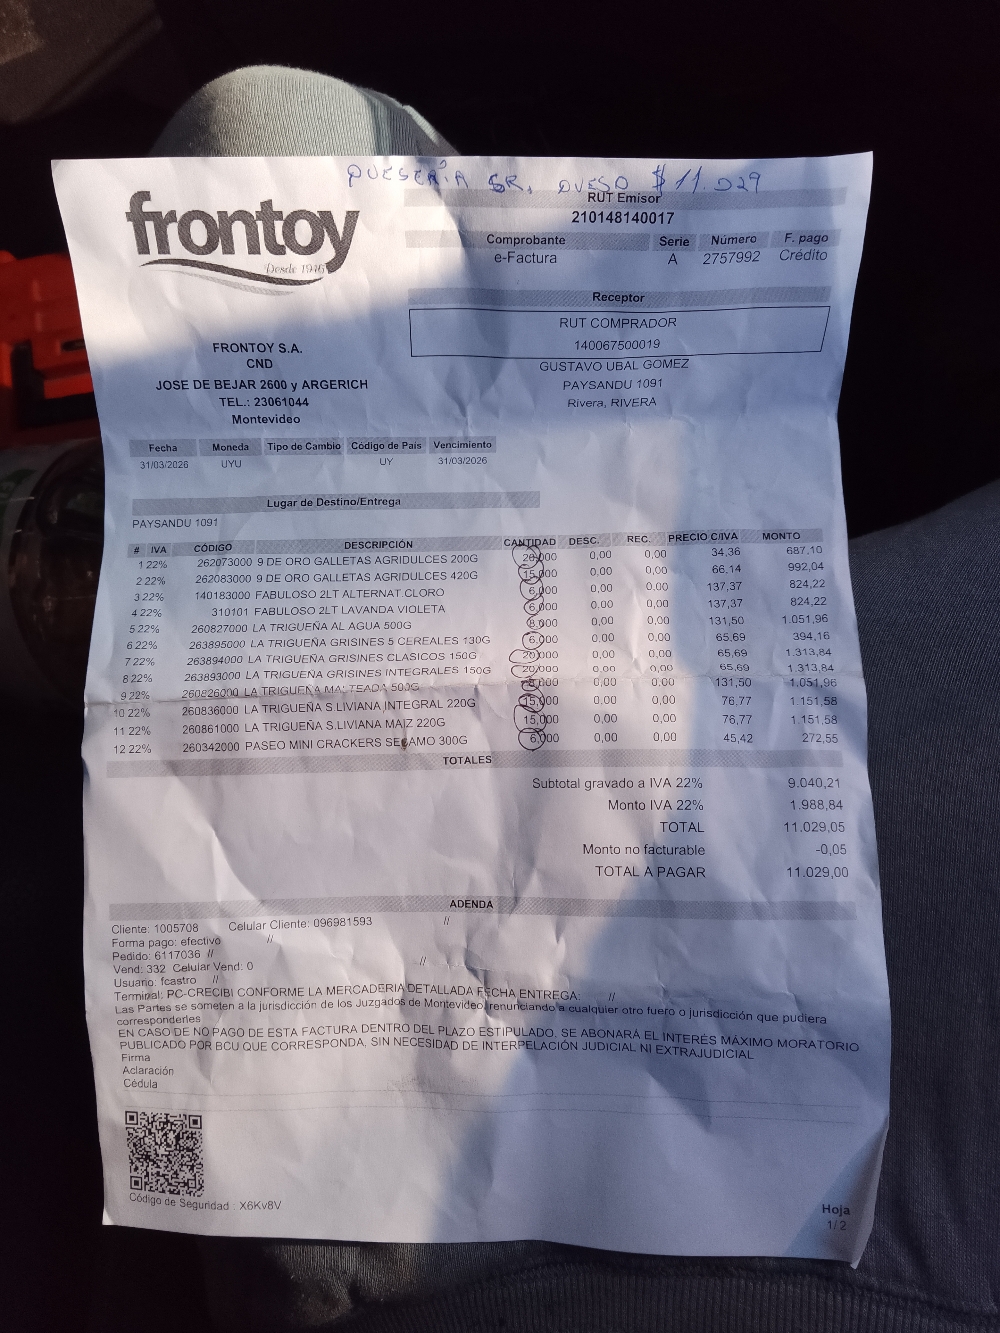 QUESERÍA SR. QUESO $ 11.029
frontoy
Desde 1946
RUT Emisor
210148140017
Comprobante Serie Número F. pago
e-Factura A 2757992 Crédito
Receptor
RUT COMPRADOR
140067500019
GUSTAVO UBAL GOMEZ
PAYSANDU 1091
Rivera, RIVERA
FRONTOY S.A.
CND
JOSE DE BEJAR 2600 y ARGERICH
TEL.: 23061044
Montevideo
Fecha Moneda Tipo de Cambio Código de País Vencimiento
31/03/2026 UYU UY 31/03/2026
Lugar de Destino/Entrega
PAYSANDU 1091
# IVA CÓDIGO DESCRIPCIÓN CANTIDAD DESC. REC. PRECIO C/IVA MONTO
1 22% 262073000 9 DE ORO GALLETAS AGRIDULCES 200G 20,000 0,00 0,00 34,36 687,10
2 22% 262083000 9 DE ORO GALLETAS AGRIDULCES 420G 15,000 0,00 0,00 66,14 992,04
3 22% 140183000 FABULOSO 2LT ALTERNAT.CLORO 6,000 0,00 0,00 137,37 824,22
4 22% 310101 FABULOSO 2LT LAVANDA VIOLETA 6,000 0,00 0,00 137,37 824,22
5 22% 260827000 LA TRIGUEÑA AL AGUA 500G 8,000 0,00 0,00 131,50 1.051,96
6 22% 263895000 LA TRIGUEÑA GRISINES 5 CEREALES 130G 6,000 0,00 0,00 65,69 394,16
7 22% 263894000 LA TRIGUEÑA GRISINES CLASICOS 150G 20,000 0,00 0,00 65,69 1.313,84
8 22% 263893000 LA TRIGUEÑA GRISINES INTEGRALES 150G 20,000 0,00 0,00 65,69 1.313,84
9 22% 260826000 LA TRIGUEÑA MALTEADA 500G 8,000 0,00 0,00 131,50 1.051,96
10 22% 260836000 LA TRIGUEÑA S.LIVIANA INTEGRAL 220G 15,000 0,00 0,00 76,77 1.151,58
11 22% 260861000 LA TRIGUEÑA S.LIVIANA MAIZ 220G 15,000 0,00 0,00 76,77 1.151,58
12 22% 260342000 PASEO MINI CRACKERS SESAMO 300G 6,000 0,00 0,00 45,42 272,55
TOTALES
Subtotal gravado a IVA 22% 9.040,21
Monto IVA 22% 1.988,84
TOTAL 11.029,05
Monto no facturable -0,05
TOTAL A PAGAR 11.029,00
ADENDA
Cliente: 1005708 Celular Cliente: 096981593 //
Forma pago: efectivo //
Pedido: 6117036 //
Vend: 332 Celular Vend: 0 //
Usuario: fcastro //
Terminal: PC-CRECIBI CONFORME LA MERCADERIA DETALLADA FECHA ENTREGA: //
Las Partes se someten a la jurisdicción de los Juzgados de Montevideo, renunciando a cualquier otro fuero o jurisdicción que pudiera
corresponderles
EN CASO DE NO PAGO DE ESTA FACTURA DENTRO DEL PLAZO ESTIPULADO, SE ABONARÁ EL INTERÉS MÁXIMO MORATORIO
PUBLICADO POR BCU QUE CORRESPONDA, SIN NECESIDAD DE INTERPELACIÓN JUDICIAL NI EXTRAJUDICIAL
Firma
Aclaración
Cédula
Código de Seguridad : X6Kv8V
Hoja
1/2